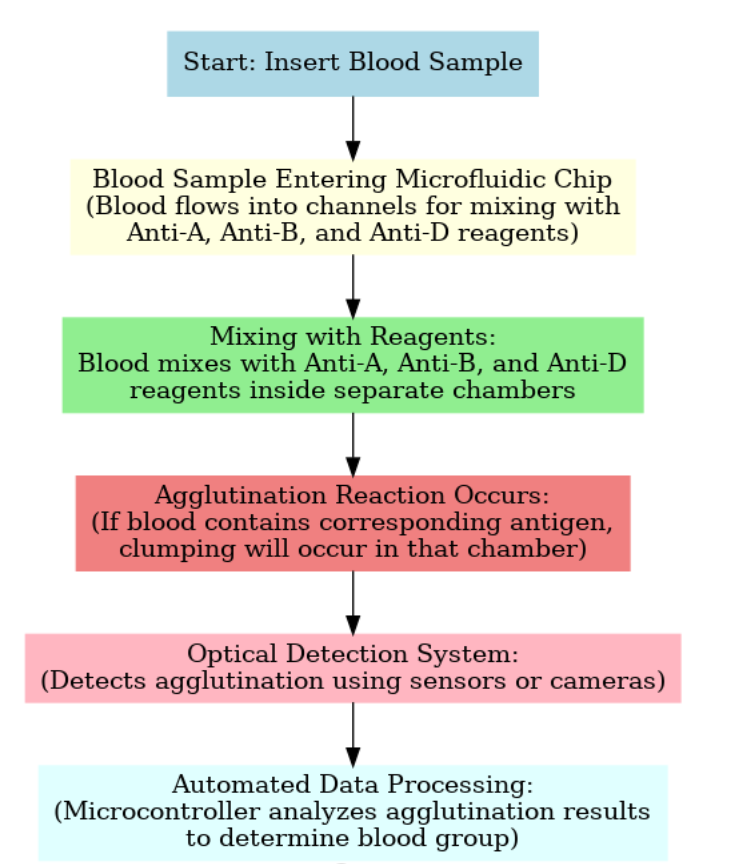 Start: Insert Blood Sample
Blood Sample Entering Microfluidic Chip
(Blood flows into channels for mixing with
Anti-A, Anti-B, and Anti-D reagents)
Mixing with Reagents:
Blood mixes with Anti-A, Anti-B, and Anti-D
reagents inside separate chambers
Agglutination Reaction Occurs:
(If blood contains corresponding antigen,
clumping will occur in that chamber)
Optical Detection System:
(Detects agglutination using sensors or cameras)
Automated Data Processing:
(Microcontroller analyzes agglutination results
to determine blood group)